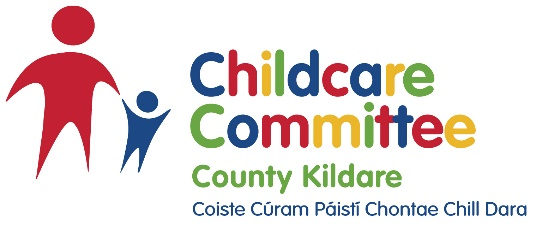 Childcare
Committee
County Kildare
Coiste Cúram Páistí Chontae Chill Dara